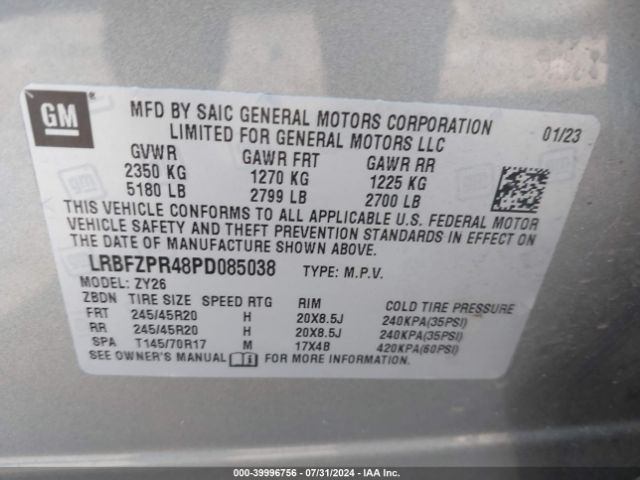 GM
MFD BY SAIC GENERAL MOTORS CORPORATION 01/23
LIMITED FOR GENERAL MOTORS LLC
GVWR GAWR FRT GAWR RR
2350 KG 1270 KG 1225 KG
5180 LB 2799 LB 2700 LB
THIS VEHICLE CONFORMS TO ALL APPLICABLE U.S. FEDERAL MOTOR
VEHICLE SAFETY AND THEFT PREVENTION STANDARDS IN EFFECT ON
THE DATE OF MANUFACTURE SHOWN ABOVE.
LRBFZPR48PD085038 TYPE: M.P.V.
MODEL: ZY26
ZBDN TIRE SIZE SPEED RTG RIM COLD TIRE PRESSURE
FRT 245/45R20 H 20X8.5J 240KPA(35PSI)
RR 245/45R20 H 20X8.5J 240KPA(35PSI)
SPA T145/70R17 M 17X4B 420KPA(60PSI)
SEE OWNER'S MANUAL FOR MORE INFORMATION.
000-39996756 - 07/31/2024 - IAA Inc.